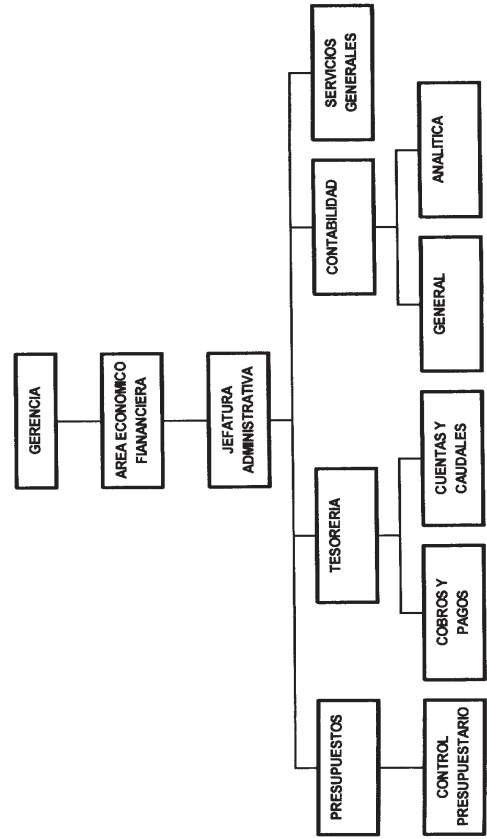 GERENCIA
AREA ECONOMICO
FIANANCIERA
JEFATURA
ADMINISTRATIVA
PRESUPUESTOS
TESORERIA
CONTABILIDAD
SERVICIOS
GENERALES
CONTROL
PRESUPUESTARIO
COBROS Y
PAGOS
CUENTAS Y
CAUDALES
GENERAL
ANALITICA